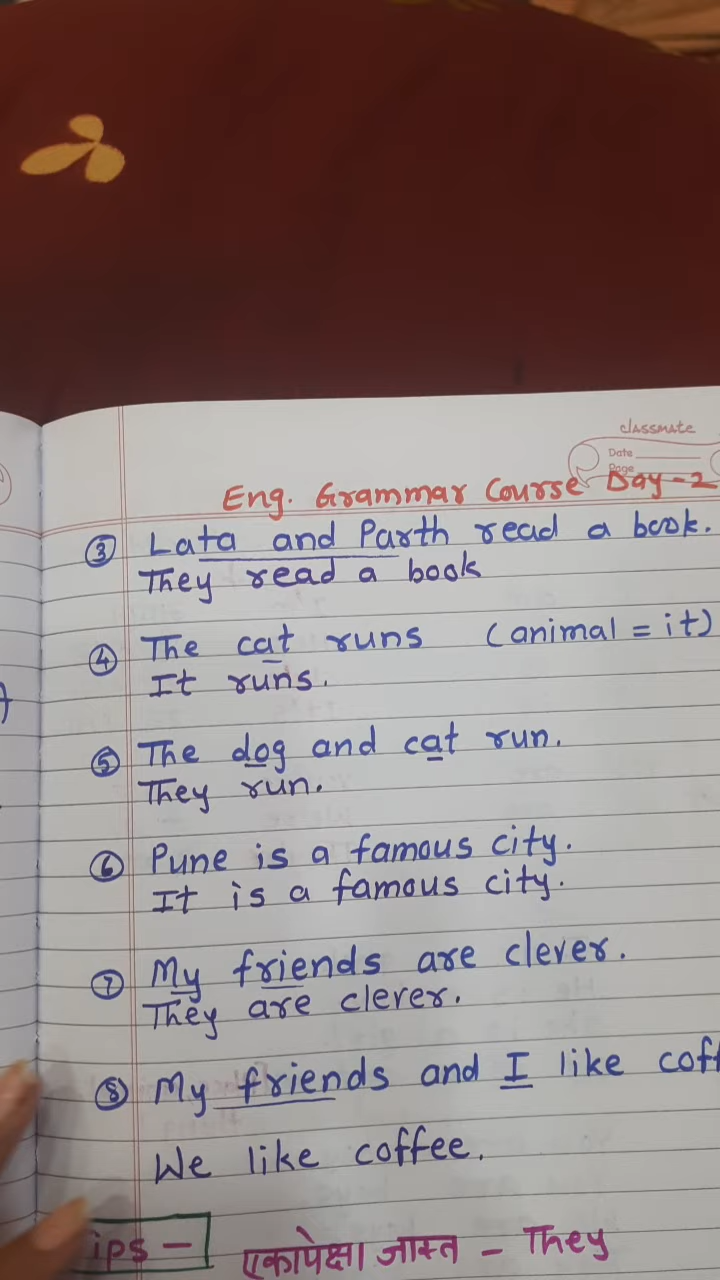 classmate
Date
Page
Eng. Grammar Course Day-2
③ Lata and Parth read a book.
They read a book
④ The cat runs (animal = it)
It runs.
⑤ The dog and cat run.
They run.
⑥ Pune is a famous city.
It is a famous city.
⑦ My friends are clever.
They are clever.
⑧ My friends and I like coff
We like coffee.
ips - एकापेक्षा जास्त - They